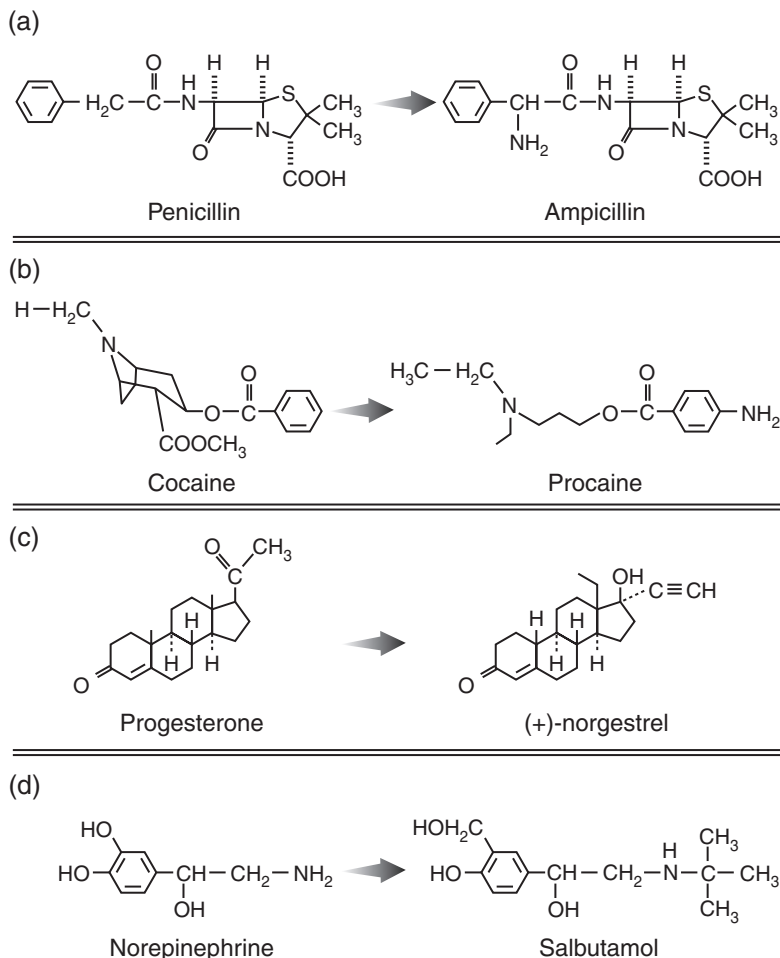 (a)
O
H H
H₂C N H S CH₃
CH₃
N
O
COOH
Penicillin
O
H H
N H S CH₃
CH₃
NH₂ N
O
COOH
Ampicillin
(b)
H—H₂C
N
O
O—C
COOCH₃
Cocaine
H₃C—H₂C
N
O
O—C
NH₂
Procaine
(c)
O CH₃
C
H
H H
O
Progesterone
OH
C≡CH
H H
H H
O
(+)-norgestrel
(d)
HO
HO CH—CH₂—NH₂
OH
Norepinephrine
HOH₂C
HO CH—CH₂—N—C—CH₃
H
CH₃
CH₃
OH
Salbutamol